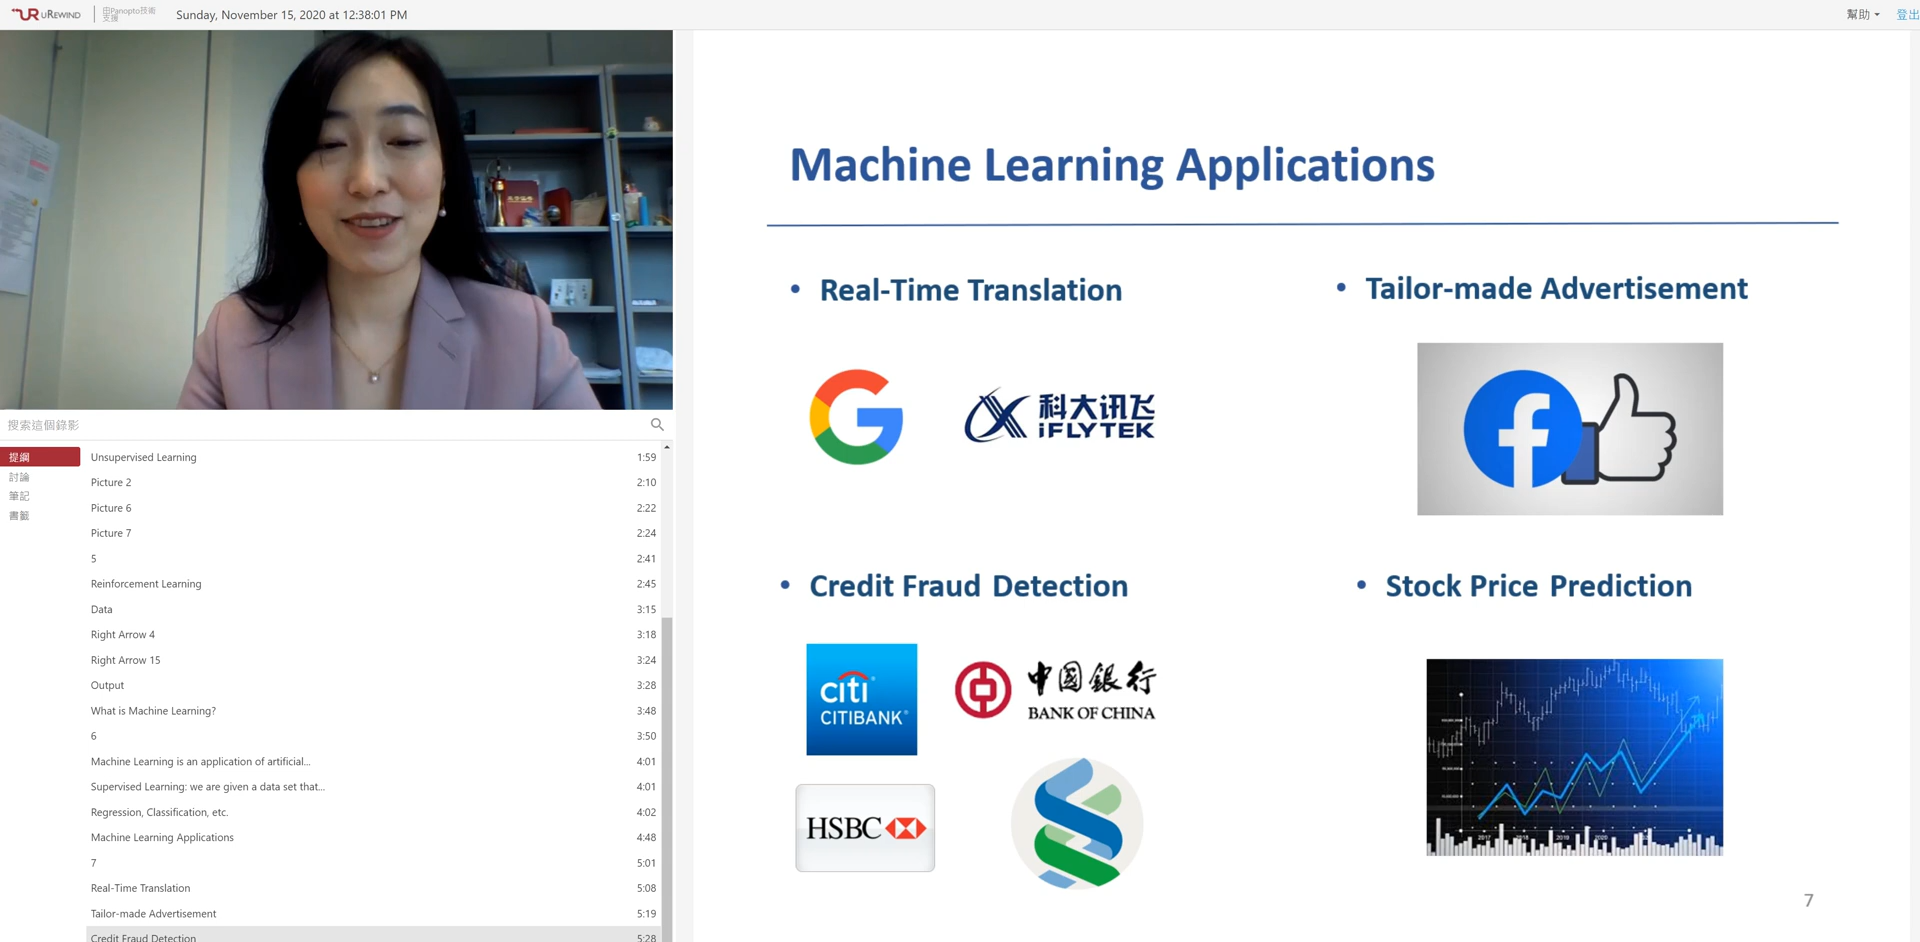 UREWIND
由Panopto技術
支援
Sunday, November 15, 2020 at 12:38:01 PM
幫助
登出
搜索這個錄影
提綱
討論
筆記
書籤
Unsupervised Learning 1:59
Picture 2 2:10
Picture 6 2:22
Picture 7 2:24
5 2:41
Reinforcement Learning 2:45
Data 3:15
Right Arrow 4 3:18
Right Arrow 15 3:24
Output 3:28
What is Machine Learning? 3:48
6 3:50
Machine Learning is an application of artificial... 4:01
Supervised Learning: we are given a data set that... 4:01
Regression, Classification, etc. 4:02
Machine Learning Applications 4:48
7 5:01
Real-Time Translation 5:08
Tailor-made Advertisement 5:19
Credit Fraud Detection 5:28
Machine Learning Applications
• Real-Time Translation
科大讯飞
iFLYTEK
• Tailor-made Advertisement
• Credit Fraud Detection
citi
CITIBANK®
中國銀行
BANK OF CHINA
HSBC
• Stock Price Prediction
2017 2018 2019 2020
7